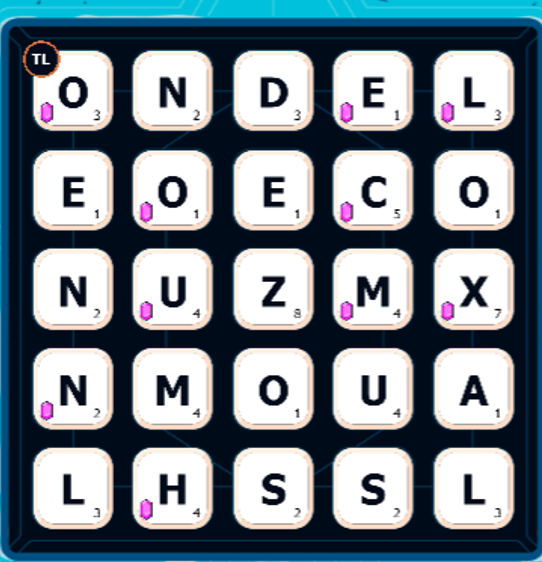 TL
O 3 N 2 D 3 E 1 L 3
E 1 O 1 E 1 C 5 O 1
N 2 U 4 Z 8 M 4 X 7
N 2 M 4 O 1 U 4 A 1
L 3 H 4 S 2 S 2 L 3